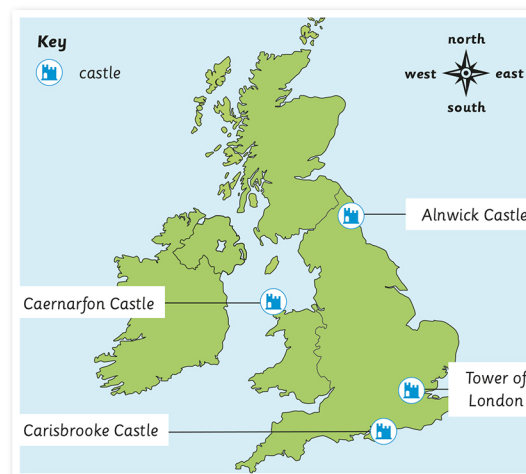 Key
castle
north
west east
south
Alnwick Castle
Caernarfon Castle
Tower of
London
Carisbrooke Castle